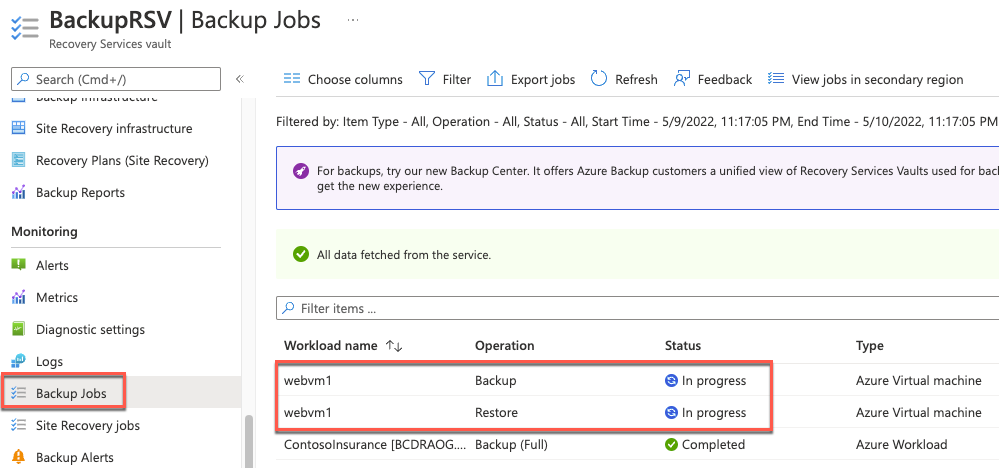 BackupRSV | Backup Jobs ...
Recovery Services vault
Search (Cmd+/)
«
Choose columns
Filter
Export jobs
Refresh
Feedback
View jobs in secondary region
Backup Infrastructure
Site Recovery infrastructure
Recovery Plans (Site Recovery)
Backup Reports
Monitoring
Alerts
Metrics
Diagnostic settings
Logs
Backup Jobs
Site Recovery jobs
Backup Alerts
Filtered by: Item Type - All, Operation - All, Status - All, Start Time - 5/9/2022, 11:17:05 PM, End Time - 5/10/2022, 11:17:05 PM
For backups, try our new Backup Center. It offers Azure Backup customers a unified view of Recovery Services Vaults used for
get the new experience.
All data fetched from the service.
Filter items ...
Workload name ↑↓ Operation Status Type
webvm1 Backup In progress Azure Virtual machine
webvm1 Restore In progress Azure Virtual machine
ContosoInsurance [BCDRAOG.... Backup (Full) Completed Azure Workload